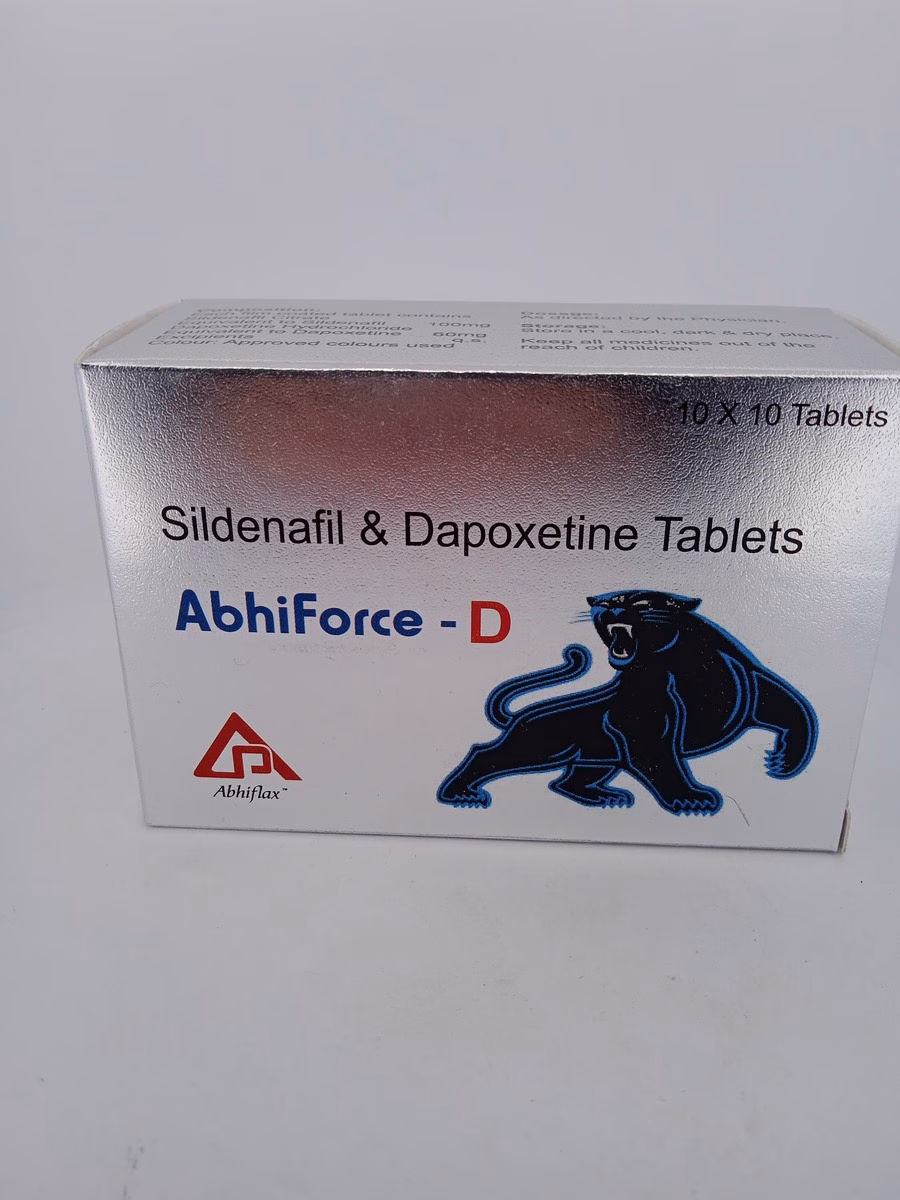 coated tablet contains
100mg
Dapoxetine Hydrochloride
Equivalent to Dapoxetine 60mg
Excipients q.s.
Colour: Approved colours used
Dosage:
As directed by the Physician.
Storage:
Store in a cool, dark & dry place.
Keep all medicines out of the
reach of children.
10 X 10 Tablets
Sildenafil & Dapoxetine Tablets
AbhiForce - D
Abhiflax™